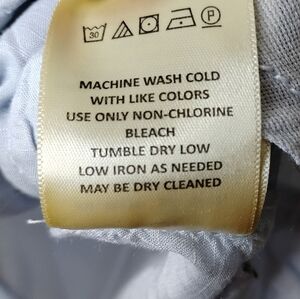 30 P
MACHINE WASH COLD
WITH LIKE COLORS
USE ONLY NON-CHLORINE
BLEACH
TUMBLE DRY LOW
LOW IRON AS NEEDED
MAY BE DRY CLEANED